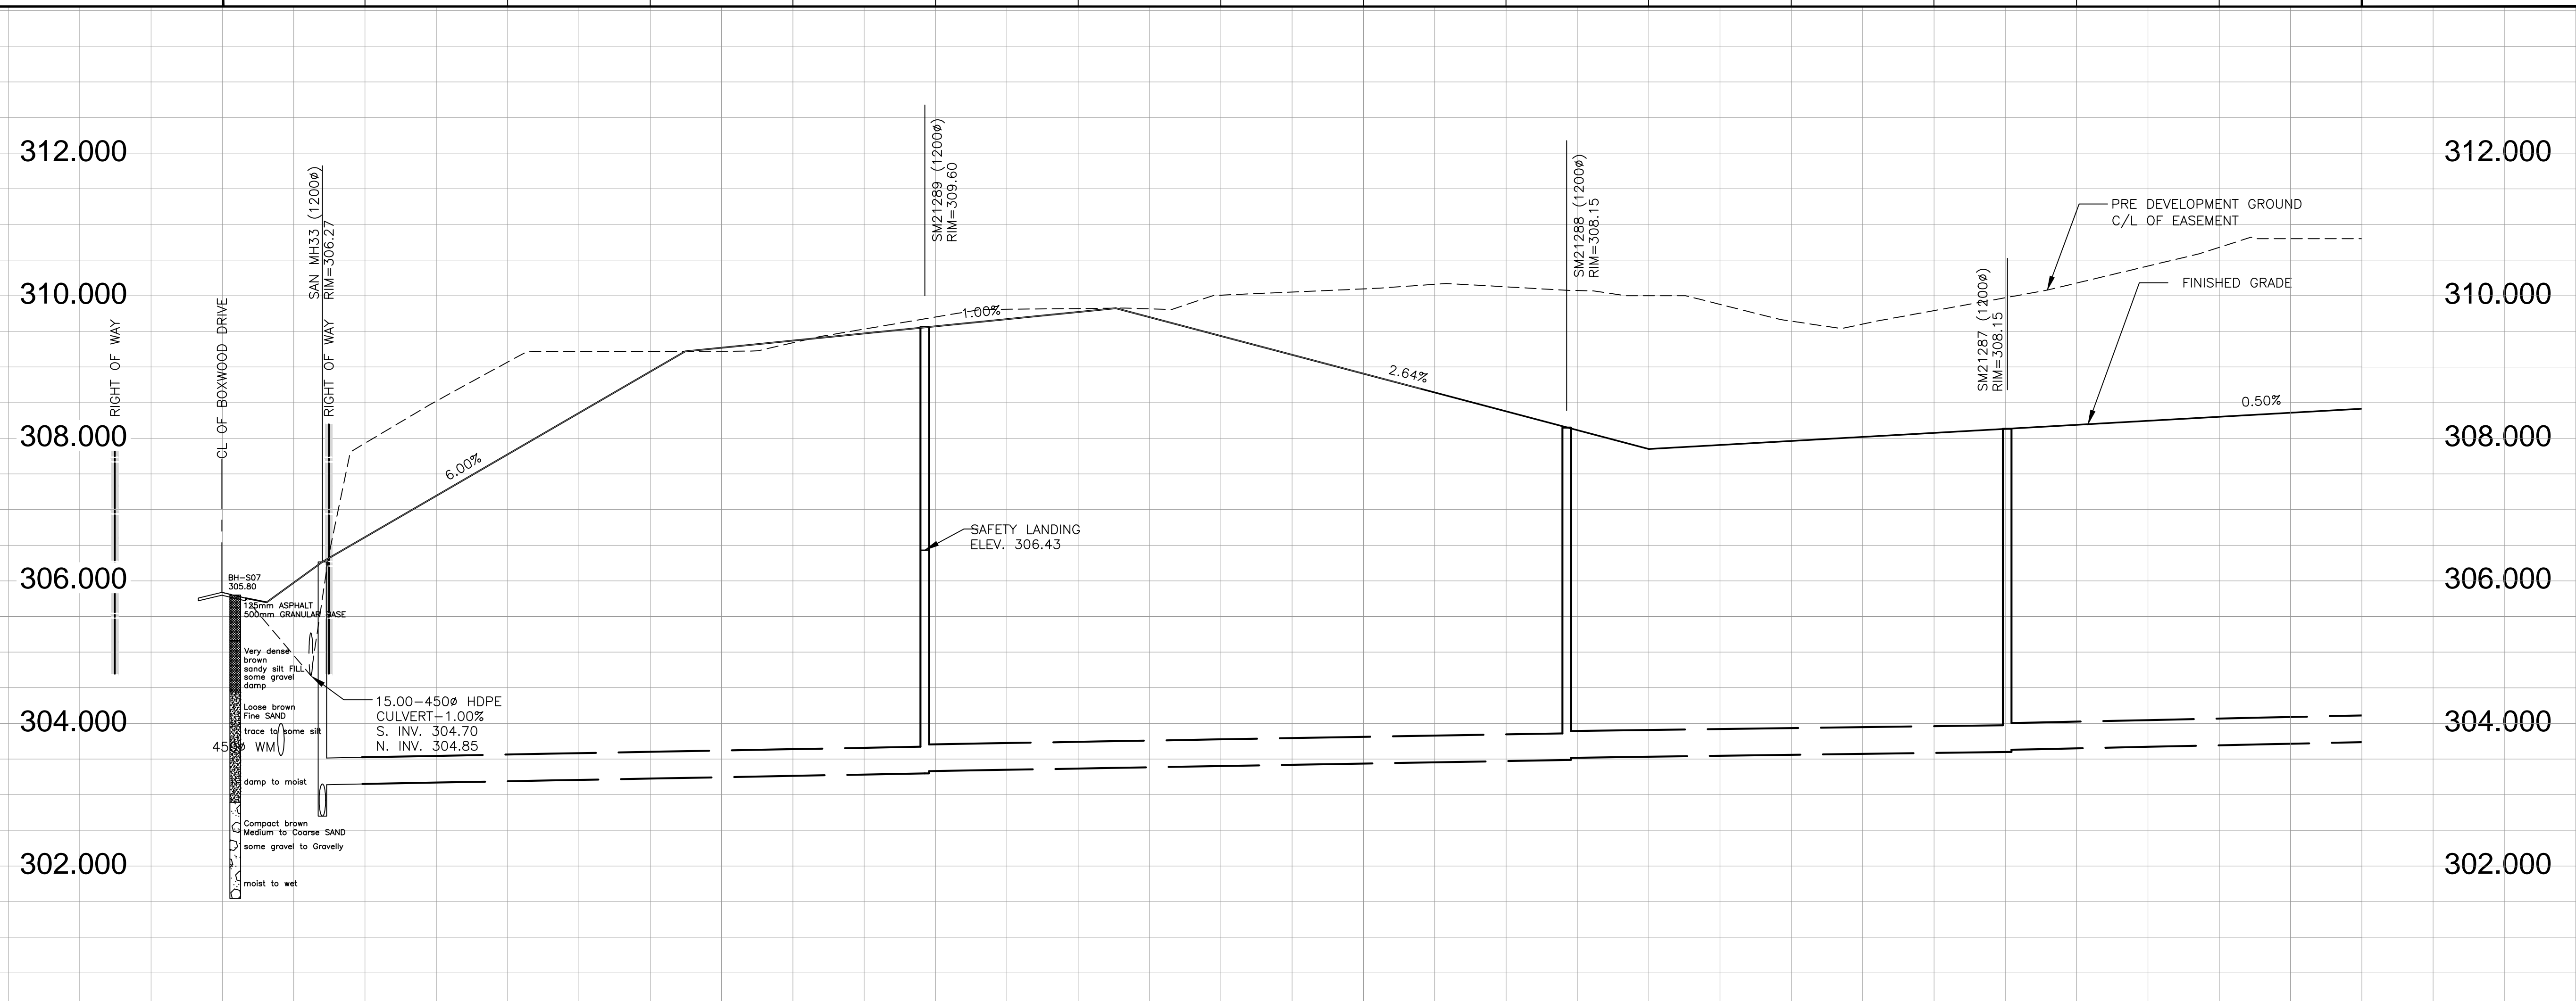 312.000
312.000
SAN MH33 (1200ø)
RIM=306.27
SM21289 (1200ø)
RIM=309.60
SM21288 (1200ø)
RIM=308.15
PRE DEVELOPMENT GROUND
C/L OF EASEMENT
310.000
310.000
RIGHT OF WAY
CL OF BOXWOOD DRIVE
RIGHT OF WAY
1.00%
SM21287 (1200ø)
RIM=308.15
FINISHED GRADE
2.64%
0.50%
308.000
308.000
6.00%
SAFETY LANDING
ELEV. 306.43
306.000
306.000
BH-S07
305.80
125mm ASPHALT
500mm GRANULAR BASE
Very dense
brown
sandy silt FILL
some gravel
damp
Loose brown
Fine SAND
trace to some silt
450ø WM
15.00-450ø HDPE
CULVERT-1.00%
S. INV. 304.70
N. INV. 304.85
304.000
304.000
damp to moist
Compact brown
Medium to Coarse SAND
some gravel to Gravelly
302.000
302.000
moist to wet